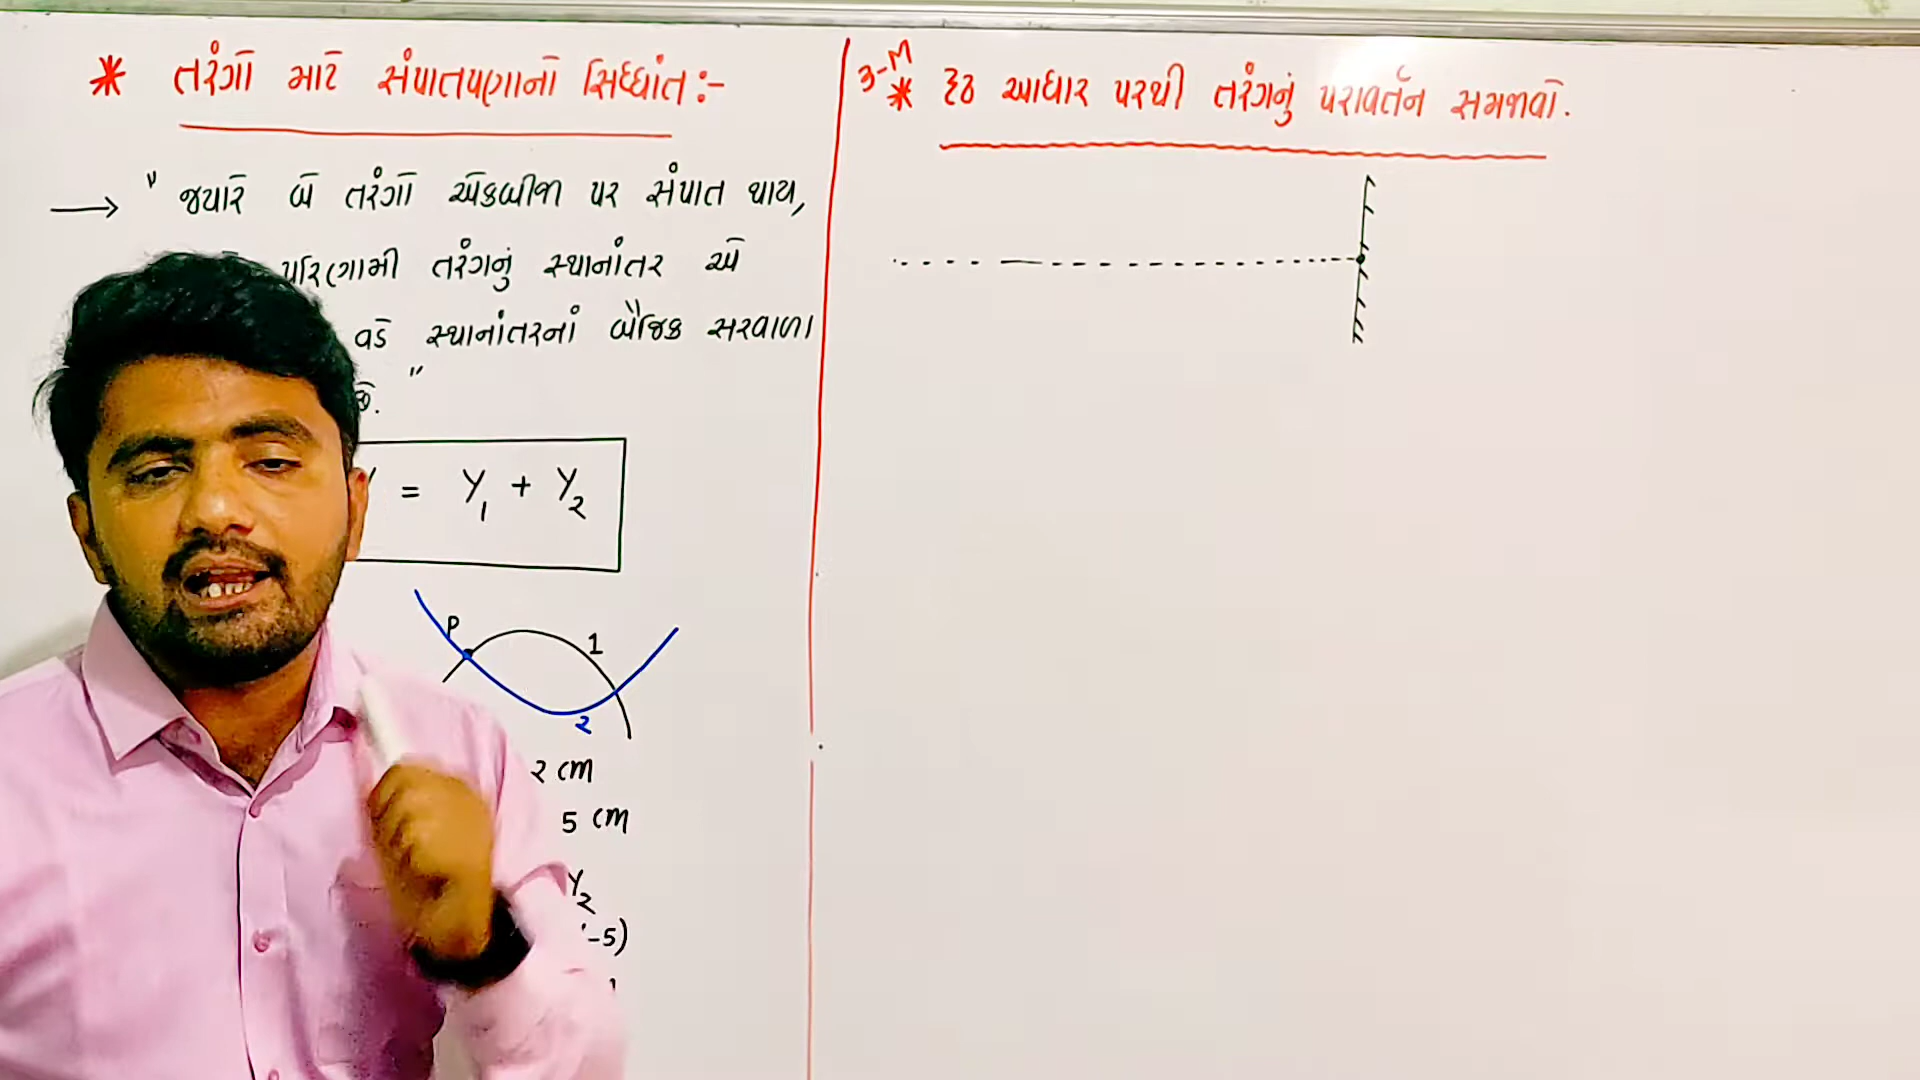 * તરંગો માટે સંપાતપણાનો સિધ્ધાંત:-
→ " જ્યારે બે તરંગો એકબીજા પર સંપાત થાય,
પરિણામી તરંગનું સ્થાનાંતર એ
વડે સ્થાનાંતરનાં બૈજિક સરવાળા
છે. "
= Y₁ + Y₂
P
1
2
2 cm
5 cm
Y₂
-5)
3-M
* દ્રઢ આધાર પરથી તરંગનું પરાવર્તન સમજાવો.